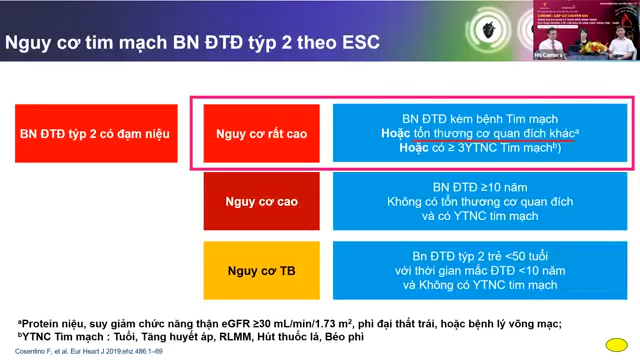 Nguy cơ tim mạch BN ĐTĐ týp 2 theo ESC
HN Camera
BN ĐTĐ týp 2 có đạm niệu
Nguy cơ rất cao
BN ĐTĐ kèm bệnh Tim mạch
Hoặc tổn thương cơ quan đích khácᵃ
Hoặc có ≥ 3YTNC Tim mạchᵇ)
Nguy cơ cao
BN ĐTĐ ≥10 năm
Không có tổn thương cơ quan đích
và có YTNC tim mạch
Nguy cơ TB
Bn ĐTĐ týp 2 trẻ <50 tuổi
với thời gian mắc ĐTĐ <10 năm
và Không có YTNC tim mạch
ᵃProtein niệu, suy giảm chức năng thận eGFR ≥30 mL/min/1.73 m², phì đại thất trái, hoặc bệnh lý võng mạc;
ᵇYTNC Tim mạch : Tuổi, Tăng huyết áp, RLMM, Hút thuốc lá, Béo phì
Cosentino F, et al. Eur Heart J 2019;ehz 486:1–69